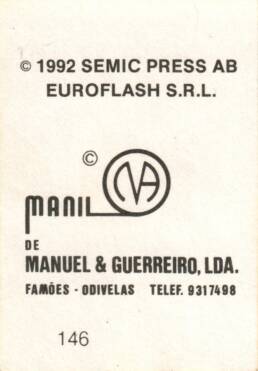 © 1992 SEMIC PRESS AB
EUROFLASH S.R.L.
©
MANIL
DE
MANUEL & GUERREIRO, LDA.
FAMÕES - ODIVELAS TELEF. 9317498
146